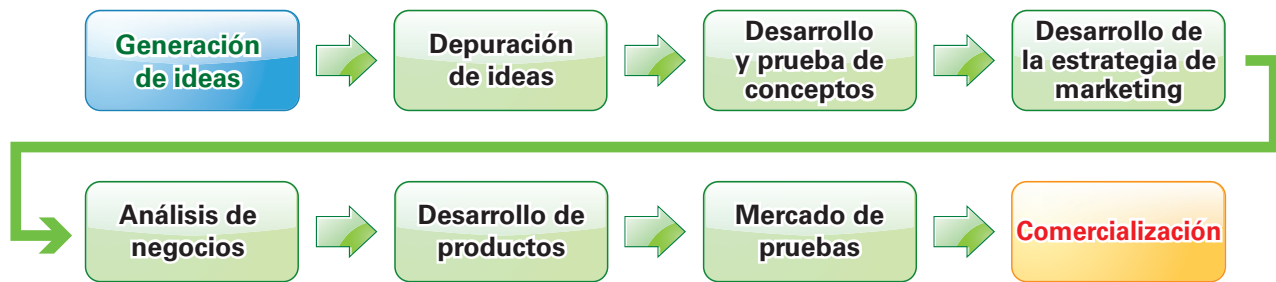 Generación
de ideas
Depuración
de ideas
Desarrollo
y prueba de
conceptos
Desarrollo de
la estrategia de
marketing
Análisis de
negocios
Desarrollo de
productos
Mercado de
pruebas
Comercialización